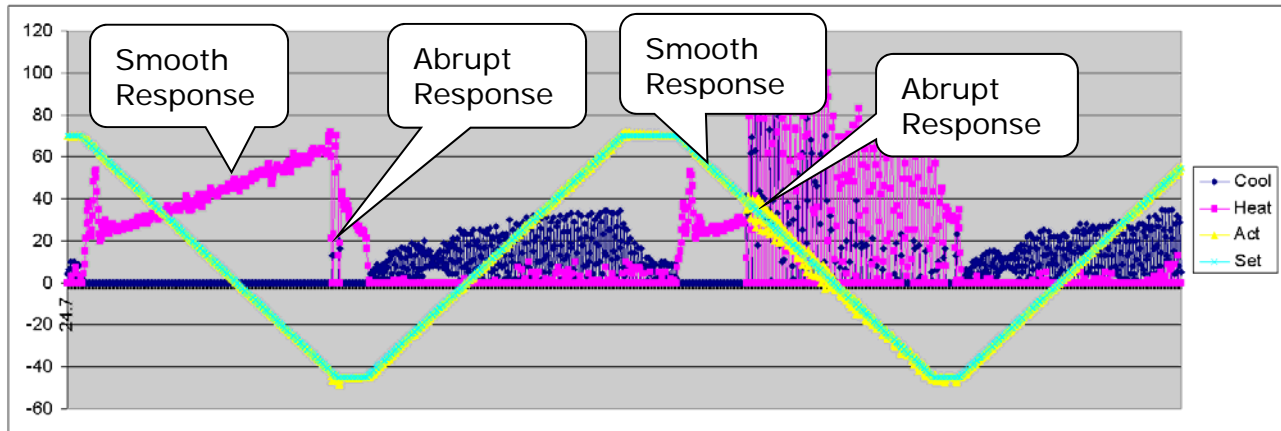 120
100
80
60
40
20
0
-20
-40
-60
24.7
Smooth
Response
Abrupt
Response
Smooth
Response
Abrupt
Response
Cool
Heat
Act
Set